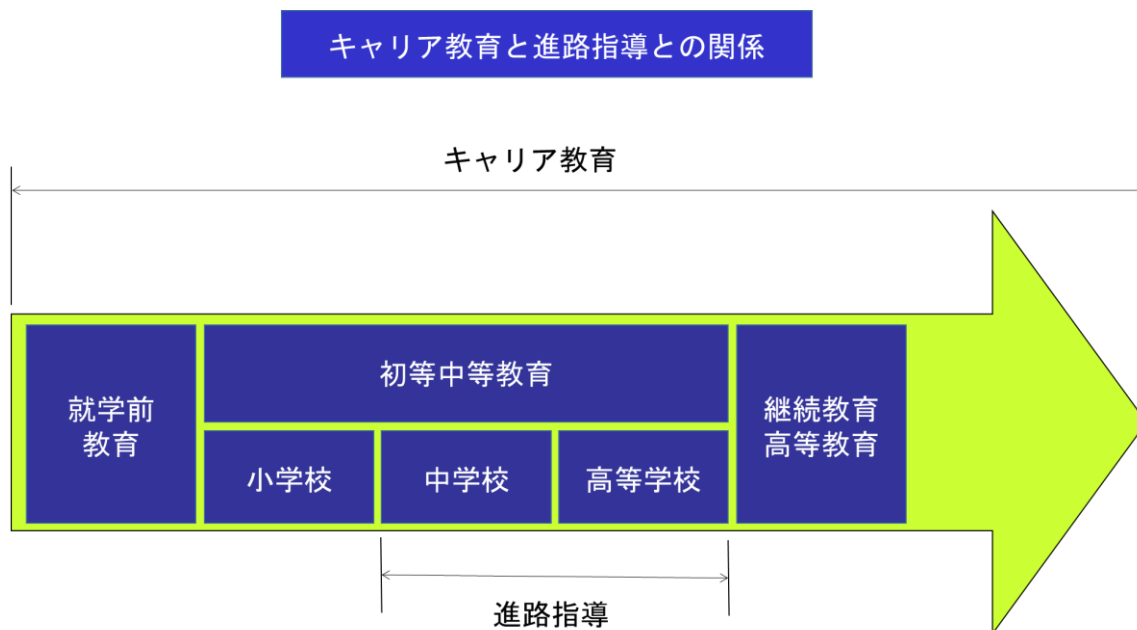 キャリア教育と進路指導との関係
キャリア教育
就学前
教育
初等中等教育
小学校
中学校
高等学校
継続教育
高等教育
進路指導